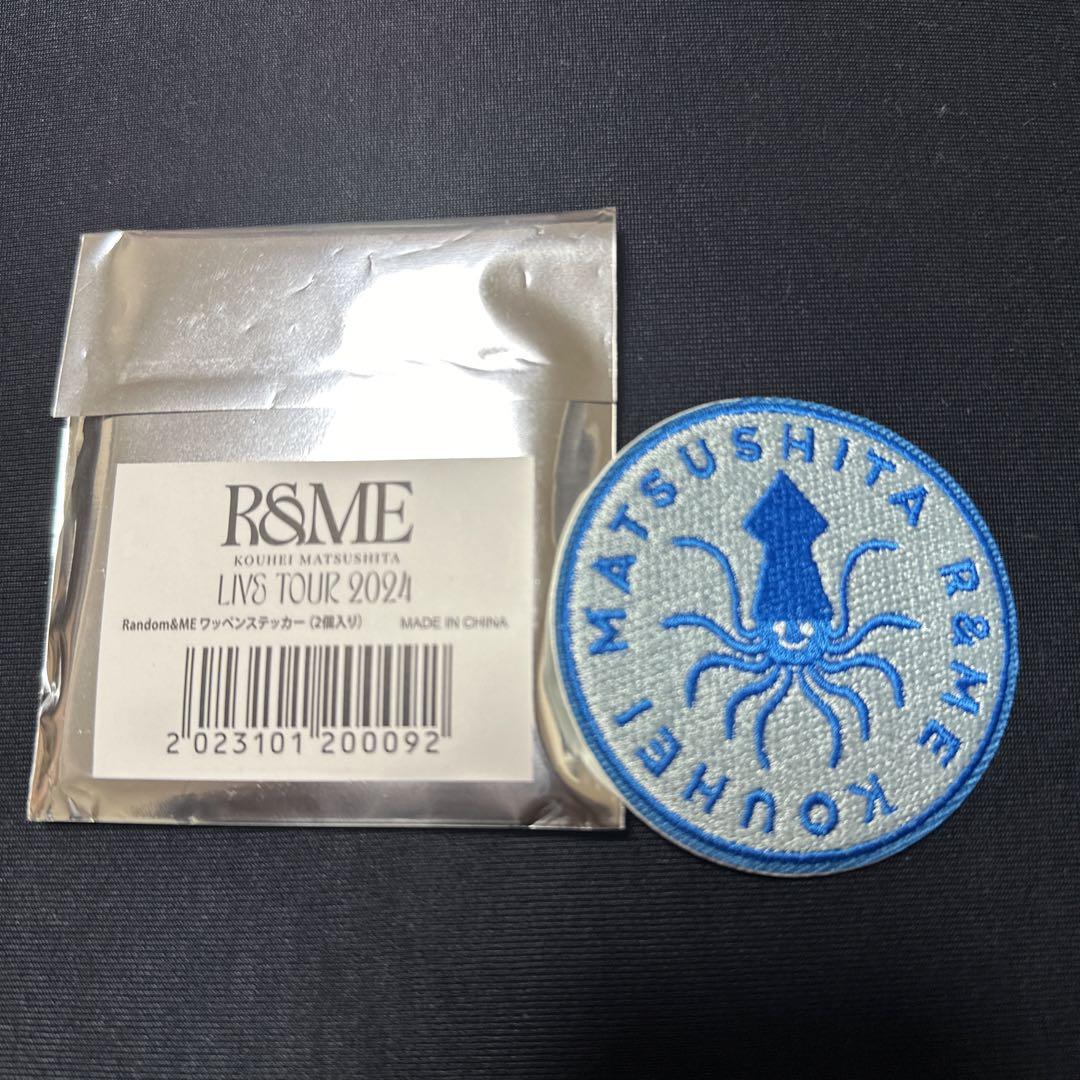 R&ME
KOUHEI MATSUSHITA
LIVE TOUR 2024
Random&ME ワッペンステッカー（2個入り） MADE IN CHINA
2 023101 200092
KOUHEI MATSUSHITA R&ME